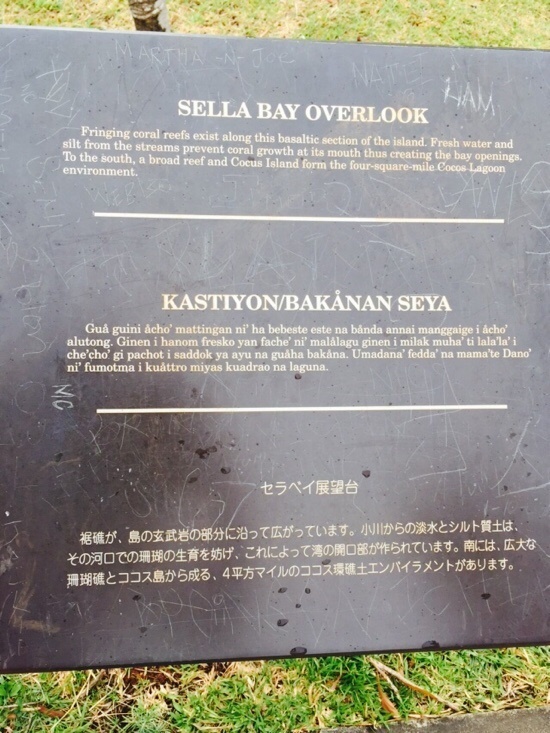 MARTHA -N- JOE
HAM
SELLA BAY OVERLOOK
Fringing coral reefs exist along this basaltic section of the island. Fresh water and
silt from the streams prevent coral growth at its mouth thus creating the bay openings.
To the south, a broad reef and Cocus Island form the four-square-mile Cocos Lagoon
environment.
KASTIYON/BAKÅNAN SEYA
Guå guini åcho' mattingan ni' ha bebeste este na bånda annai manggaige i åcho'
alutong. Ginen i hanom fresko yan fache' ni' målålagu ginen i milak muha' ti lala'la' i
che'cho' gi pachot i saddok ya ayu na guåha bakåna. Umadana' fedda' na mama'te Dano'
ni' fumotma i kuåttro miyas kuadrao na laguna.
セラベイ展望台
裾礁が、島の玄武岩の部分に沿って広がっています。小川からの淡水とシルト質土は、
その河口での珊瑚の生育を妨げ、これによって湾の開口部が作られています。南には、広大な
珊瑚礁とココス島から成る、4平方マイルのココス環礁土エンバイラメントがあります。